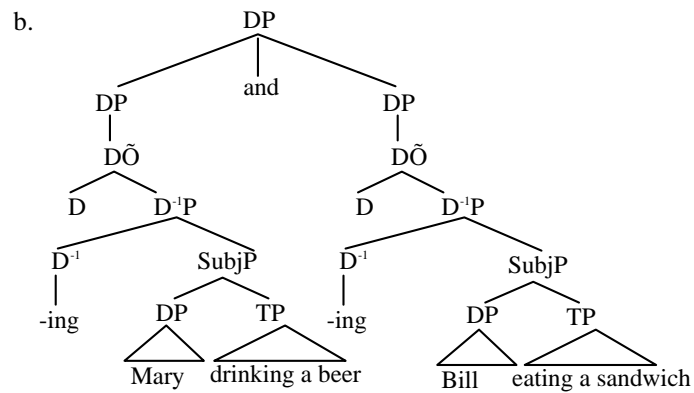 b.
DP
and
DP DP
DÕ DÕ
D D⁻¹P D D⁻¹P
D⁻¹ SubjP D⁻¹ SubjP
-ing DP TP -ing DP TP
Mary drinking a beer Bill eating a sandwich